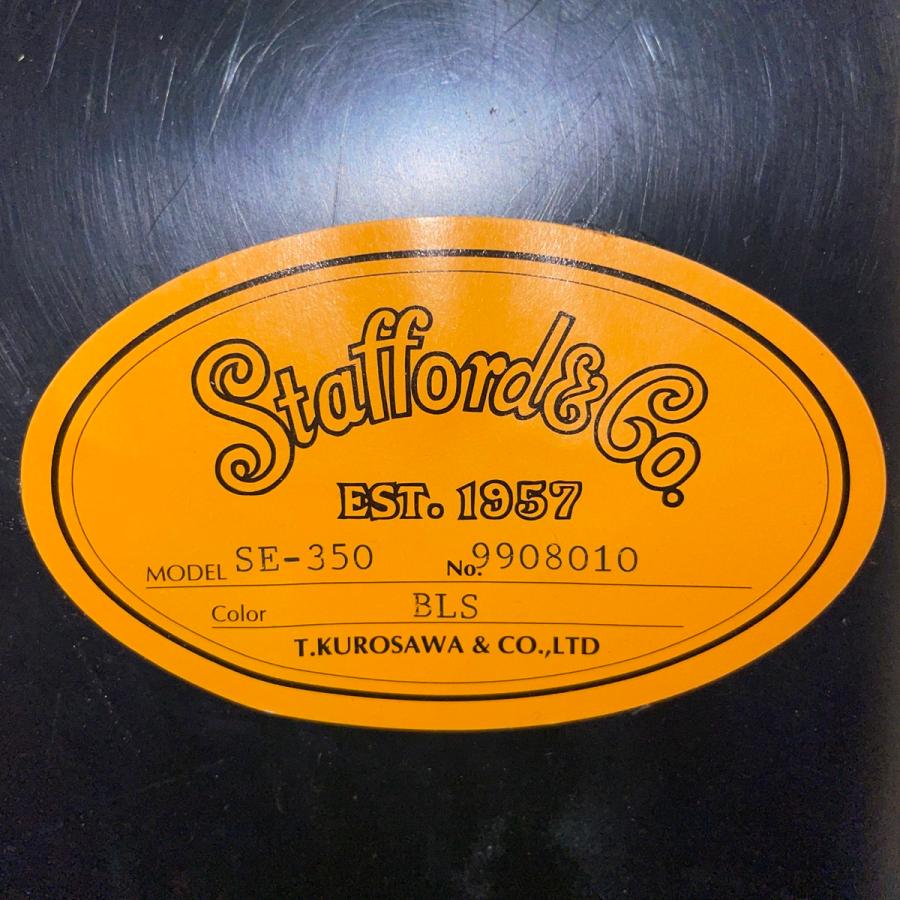 Stafford & Co.
EST. 1957
MODEL SE-350 No. 9908010
Color BLS
T.KUROSAWA & CO.,LTD